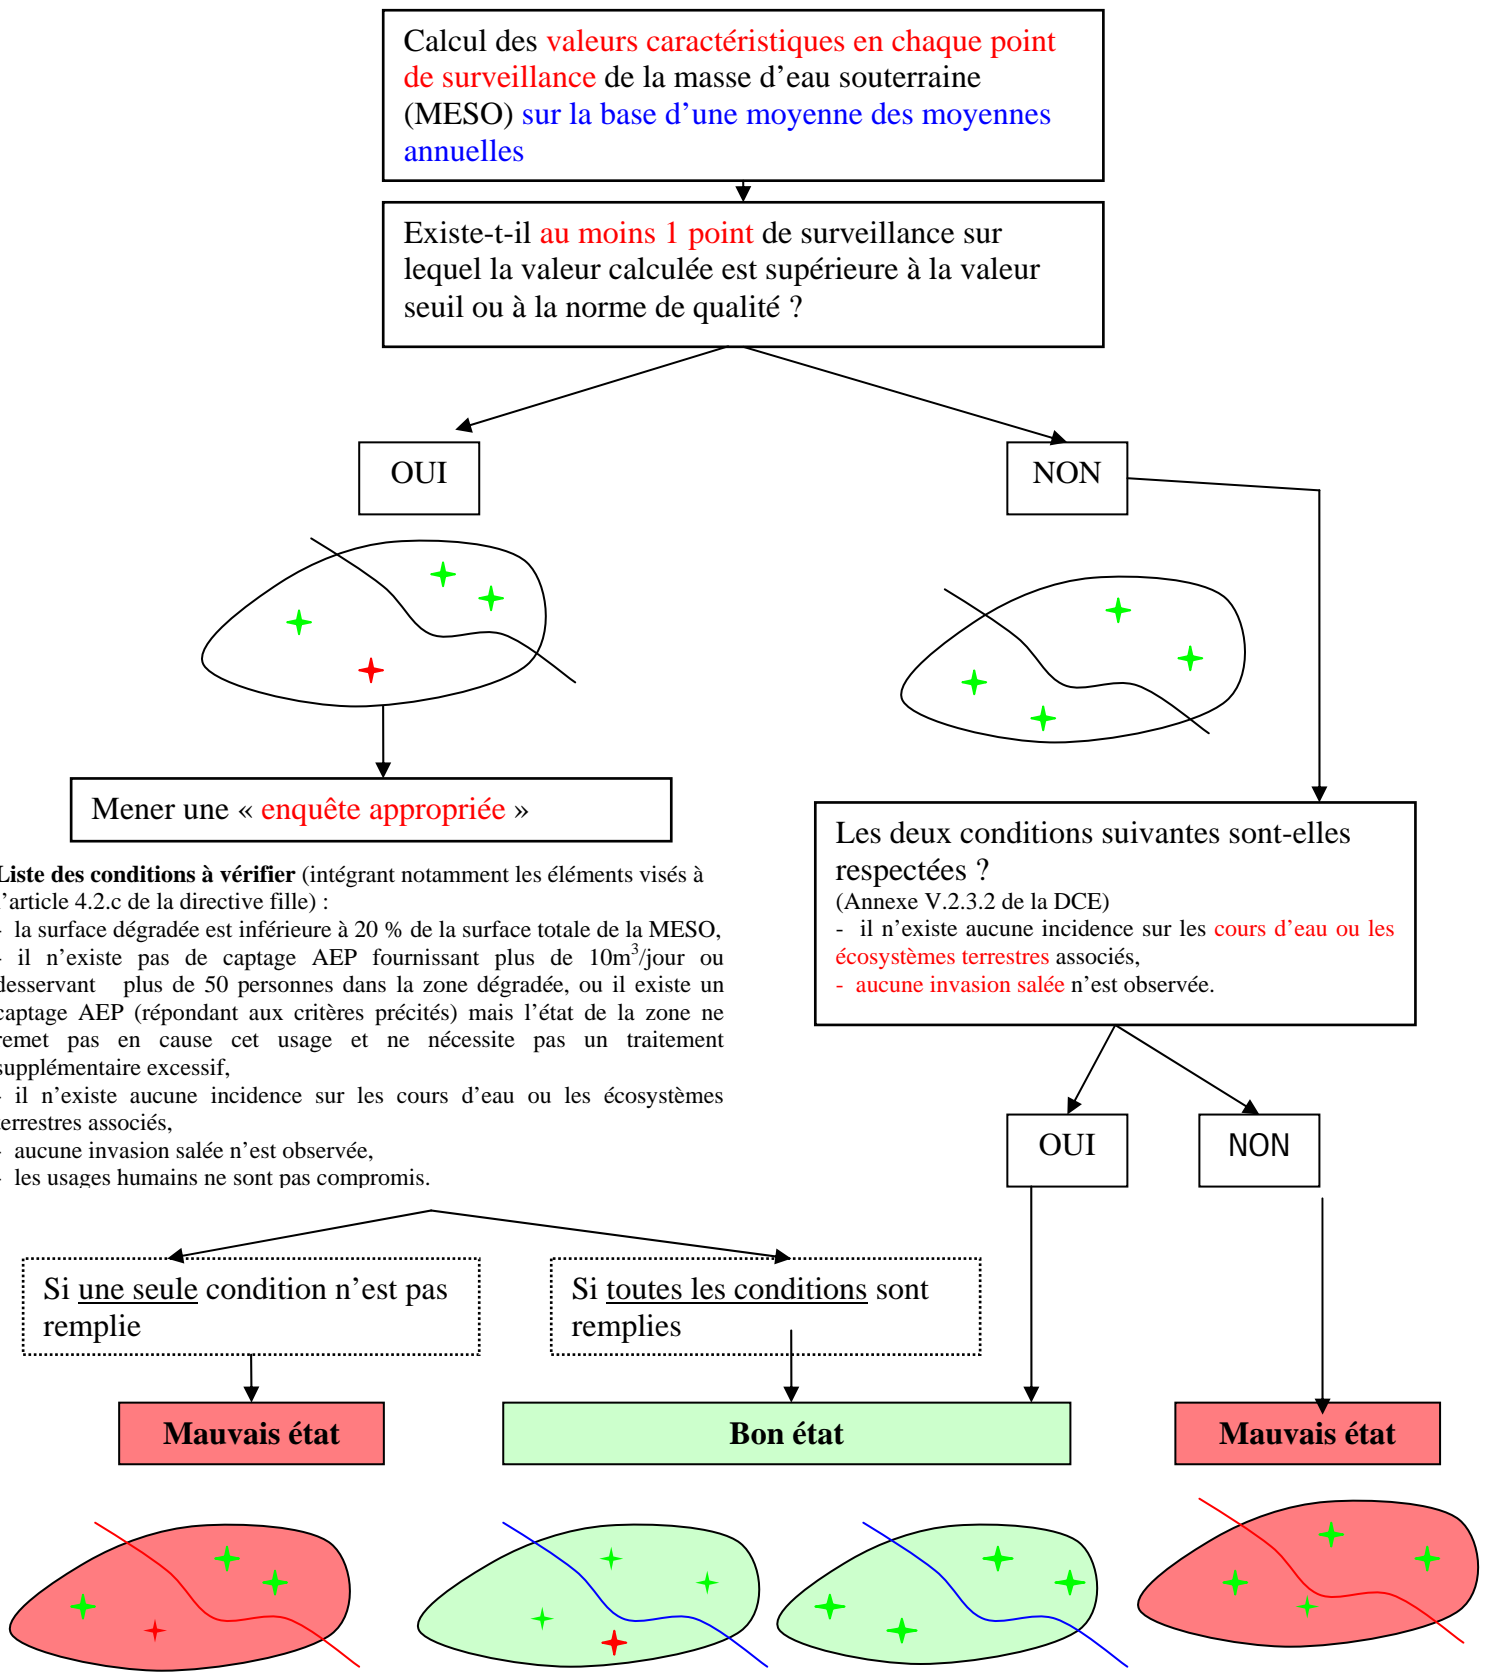 Calcul des valeurs caractéristiques en chaque point
de surveillance de la masse d’eau souterraine
(MESO) sur la base d’une moyenne des moyennes
annuelles
Existe-t-il au moins 1 point de surveillance sur
lequel la valeur calculée est supérieure à la valeur
seuil ou à la norme de qualité ?
OUI
NON
Mener une « enquête appropriée »
Liste des conditions à vérifier (intégrant notamment les éléments visés à
l’article 4.2.c de la directive fille) :
- la surface dégradée est inférieure à 20 % de la surface totale de la MESO,
- il n’existe pas de captage AEP fournissant plus de 10m³/jour ou
desservant plus de 50 personnes dans la zone dégradée, ou il existe un
captage AEP (répondant aux critères précités) mais l’état de la zone ne
remet pas en cause cet usage et ne nécessite pas un traitement
supplémentaire excessif,
- il n’existe aucune incidence sur les cours d’eau ou les écosystèmes
terrestres associés,
- aucune invasion salée n’est observée,
- les usages humains ne sont pas compromis.
Les deux conditions suivantes sont-elles
respectées ?
(Annexe V.2.3.2 de la DCE)
- il n’existe aucune incidence sur les cours d’eau ou les
écosystèmes terrestres associés,
- aucune invasion salée n’est observée.
OUI
NON
Si une seule condition n’est pas
remplie
Si toutes les conditions sont
remplies
Mauvais état
Bon état
Mauvais état